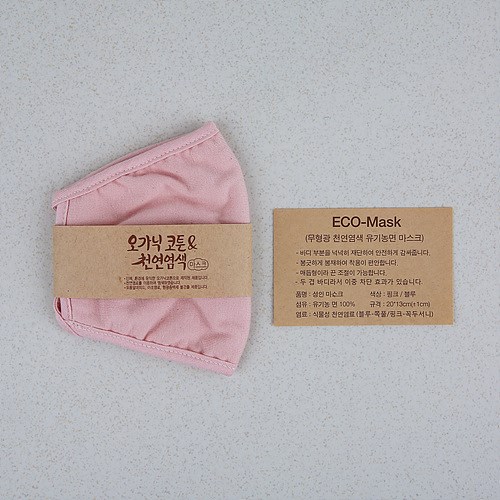 오가닉 코튼&
천연염색 마스크
ECO-Mask
(무형광 천연염색 유기농면 마스크)
- 바디 부분을 넉넉히 재단하여 안전하게 감싸줍니다.
- 봉긋하게 봉재하여 착용이 편안합니다.
- 매듭형이라 끈 조절이 가능합니다.
- 두 겹 바디라서 이중 차단 효과가 있습니다.
품명 : 성인 마스크 색상 : 핑크 / 블루
섬유 : 유기농 면 100% 규격 : 20*13cm(±1cm)
염료 : 식물성 천연염료 (블루-쪽풀/핑크-꼭두서니)